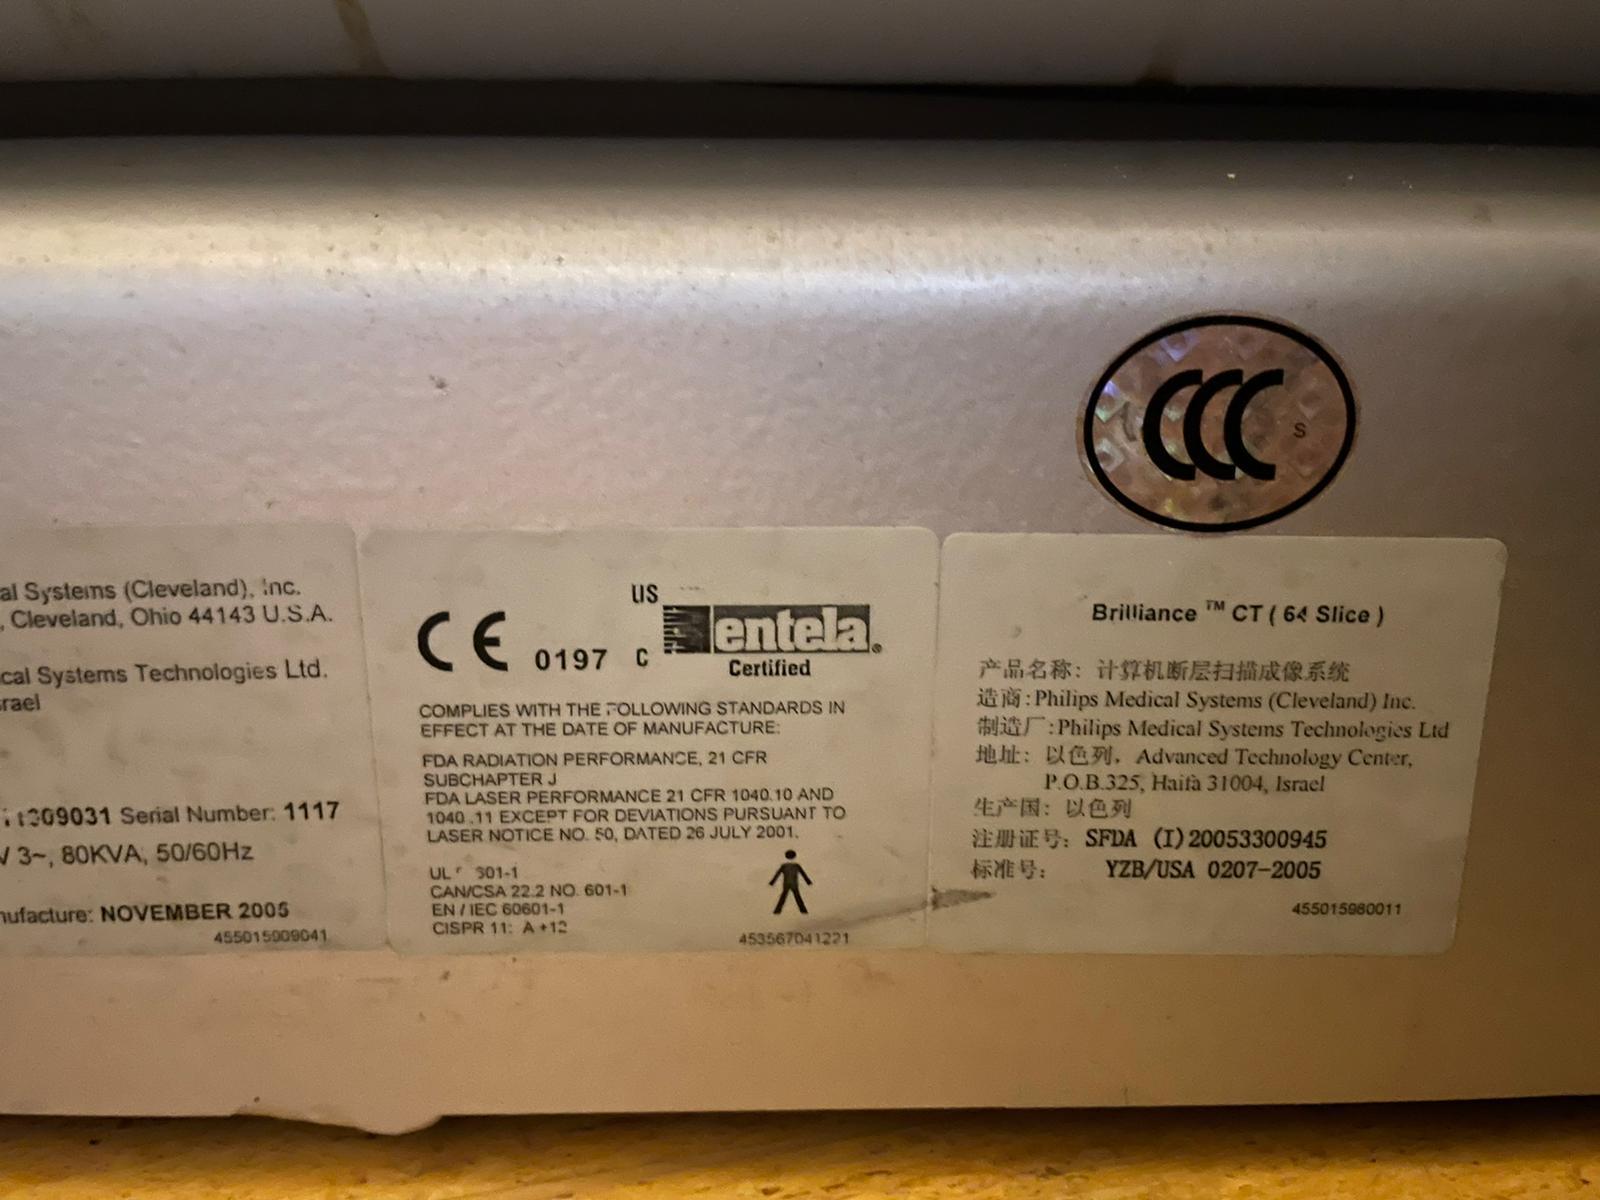 CCC S
al Systems (Cleveland), Inc.
, Cleveland, Ohio 44143 U.S.A.
cal Systems Technologies Ltd.
srael
309031 Serial Number: 1117
V 3~, 80KVA, 50/60Hz
nufacture: NOVEMBER 2005
455015909041
CE 0197
US
C entela®
Certified
COMPLIES WITH THE FOLLOWING STANDARDS IN
EFFECT AT THE DATE OF MANUFACTURE:
FDA RADIATION PERFORMANCE, 21 CFR
SUBCHAPTER J
FDA LASER PERFORMANCE 21 CFR 1040.10 AND
1040 .11 EXCEPT FOR DEVIATIONS PURSUANT TO
LASER NOTICE NO. 50, DATED 26 JULY 2001.
UL 601-1
CAN/CSA 22.2 NO. 601-1
EN / IEC 60601-1
CISPR 11: A +12
453567041221
Brilliance ™ CT ( 64 Slice )
产品名称: 计算机断层扫描成像系统
造商:Philips Medical Systems (Cleveland) Inc.
制造厂:Philips Medical Systems Technologies Ltd
地址: 以色列, Advanced Technology Center,
P.O.B.325, Haifa 31004, Israel
生产国: 以色列
注册证号: SFDA (I)20053300945
标准号: YZB/USA 0207-2005
455015980011